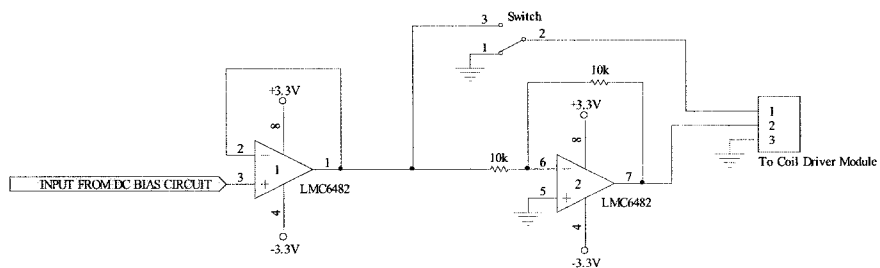 Switch
3
1
2
10k
+3.3V
+3.3V
8
8
1
2
3
To Coil Driver Module
2
1
1
3
10k
6
5
2
7
LMC6482
LMC6482
INPUT FROM DC BIAS CIRCUIT
4
4
-3.3V
-3.3V